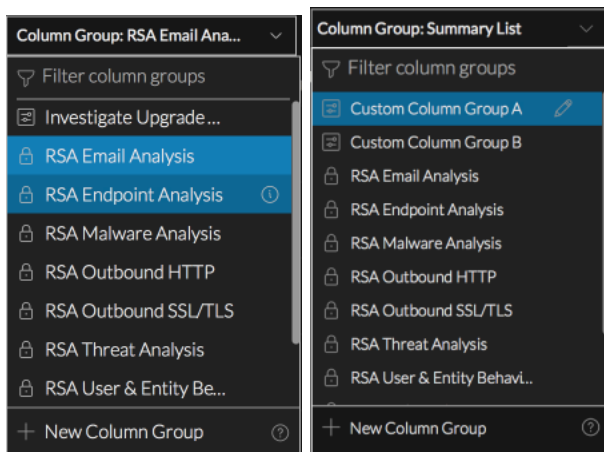 Column Group: RSA Email Ana...
Filter column groups
Investigate Upgrade ...
RSA Email Analysis
RSA Endpoint Analysis
RSA Malware Analysis
RSA Outbound HTTP
RSA Outbound SSL/TLS
RSA Threat Analysis
RSA User & Entity Be...
New Column Group
Column Group: Summary List
Filter column groups
Custom Column Group A
Custom Column Group B
RSA Email Analysis
RSA Endpoint Analysis
RSA Malware Analysis
RSA Outbound HTTP
RSA Outbound SSL/TLS
RSA Threat Analysis
RSA User & Entity Behavi...
New Column Group